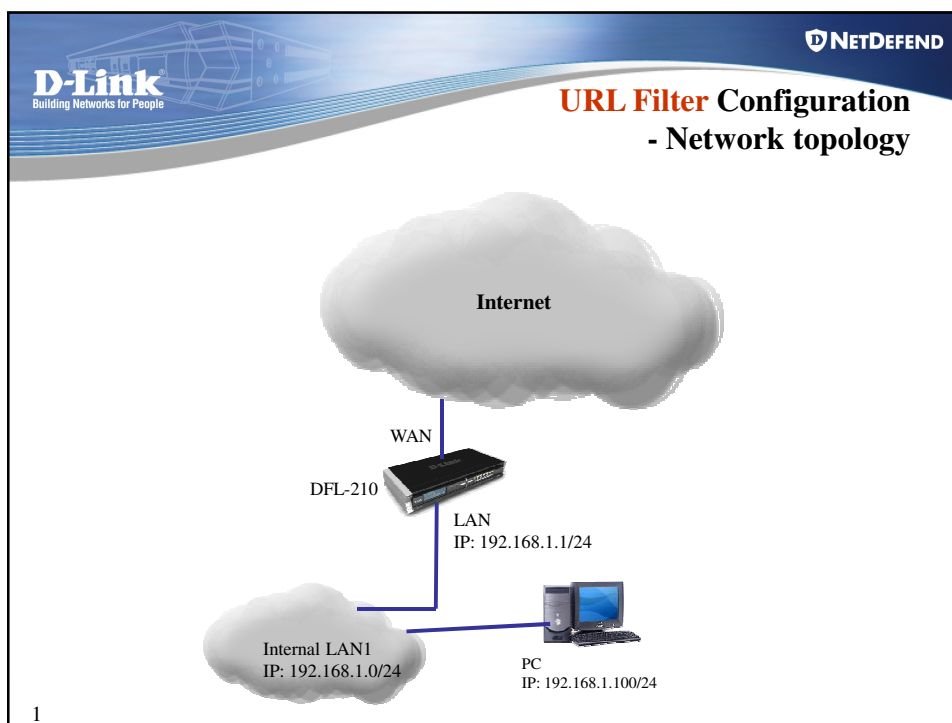 D-Link
Building Networks for People
NETDEFEND
URL Filter Configuration
- Network topology
Internet
WAN
D-Link
DFL-210
LAN
IP: 192.168.1.1/24
Internal LAN1
IP: 192.168.1.0/24
PC
IP: 192.168.1.100/24
1